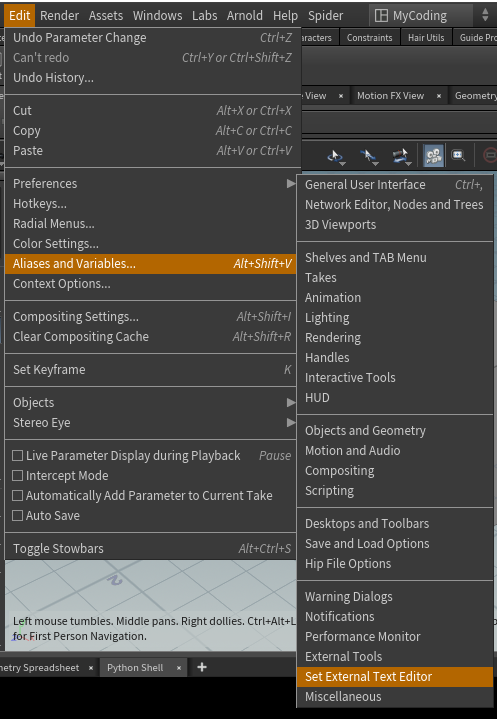 Edit Render Assets Windows Labs Arnold Help Spider MyCoding
Undo Parameter Change Ctrl+Z
Can't redo Ctrl+Y or Ctrl+Shift+Z
Undo History...
Cut Alt+X or Ctrl+X
Copy Alt+C or Ctrl+C
Paste Alt+V or Ctrl+V
Preferences
Hotkeys...
Radial Menus...
Color Settings...
Aliases and Variables... Alt+Shift+V
Context Options...
Compositing Settings... Alt+Shift+I
Clear Compositing Cache Alt+Shift+R
Set Keyframe K
Objects
Stereo Eye
Live Parameter Display during Playback Pause
Intercept Mode
Automatically Add Parameter to Current Take
Auto Save
Toggle Stowbars Alt+Ctrl+S
Constraints Hair Utils Guide Pro
View × Motion FX View × Geometry
General User Interface Ctrl+,
Network Editor, Nodes and Trees
3D Viewports
Shelves and TAB Menu
Takes
Animation
Lighting
Rendering
Handles
Interactive Tools
HUD
Objects and Geometry
Motion and Audio
Compositing
Scripting
Desktops and Toolbars
Save and Load Options
Hip File Options
Warning Dialogs
Notifications
Performance Monitor
External Tools
Set External Text Editor
Miscellaneous
Left mouse tumbles. Middle pans. Right dollies. Ctrl+Alt+L
for First Person Navigation.
netry Spreadsheet × Python Shell × +